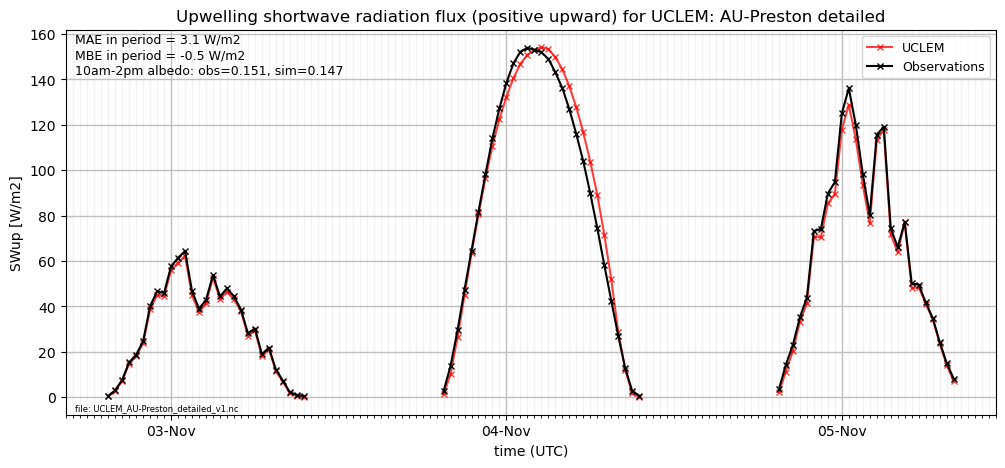 Upwelling shortwave radiation flux (positive upward) for UCLEM: AU-Preston detailed
MAE in period = 3.1 W/m2
MBE in period = -0.5 W/m2
10am-2pm albedo: obs=0.151, sim=0.147
UCLEM
Observations
160
140
120
100
80
60
40
20
0
SWup [W/m2]
file: UCLEM_AU-Preston_detailed_v1.nc
03-Nov
04-Nov
05-Nov
time (UTC)